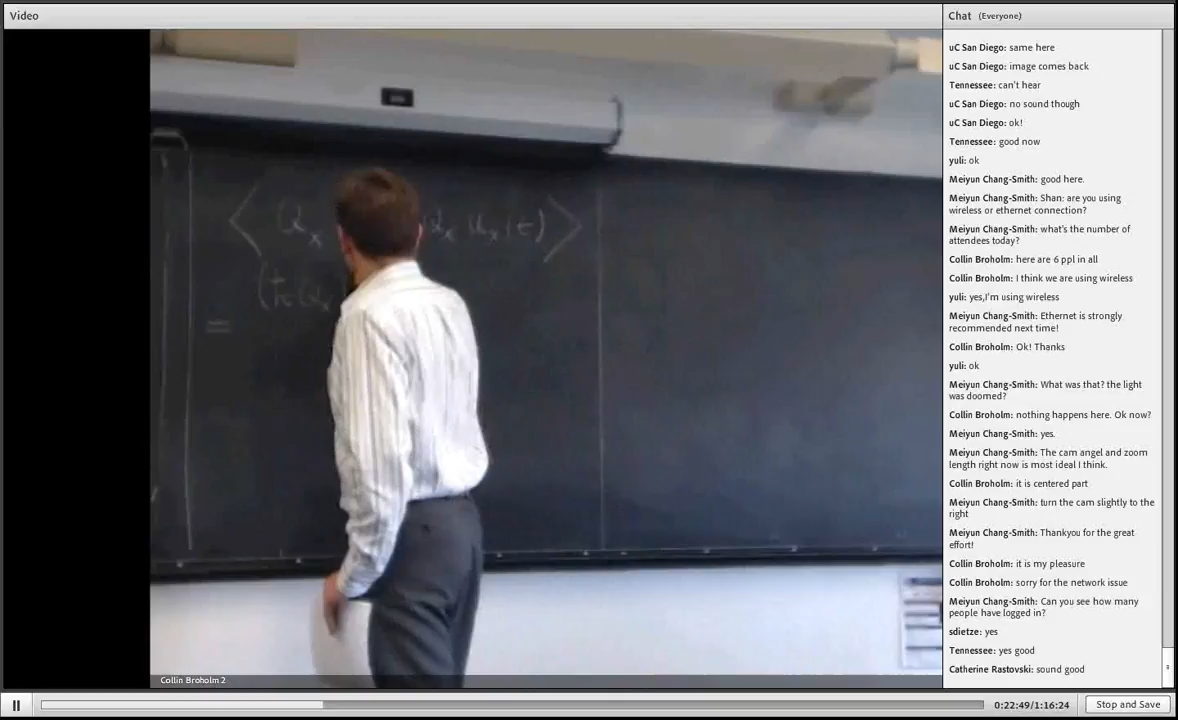 Video
Chat (Everyone)
uC San Diego: same here
uC San Diego: image comes back
Tennessee: can't hear
uC San Diego: no sound though
uC San Diego: ok!
Tennessee: good now
yuli: ok
Meiyun Chang-Smith: good here.
Meiyun Chang-Smith: Shan: are you using
wireless or ethernet connection?
Meiyun Chang-Smith: what's the number of
attendees today?
Collin Broholm: here are 6 ppl in all
Collin Broholm: I think we are using wireless
yuli: yes,I'm using wireless
Meiyun Chang-Smith: Ethernet is strongly
recommended next time!
Collin Broholm: Ok! Thanks
yuli: ok
Meiyun Chang-Smith: What was that? the light
was doomed?
Collin Broholm: nothing happens here. Ok now?
Meiyun Chang-Smith: yes.
Meiyun Chang-Smith: The cam angel and zoom
length right now is most ideal I think.
Collin Broholm: it is centered part
Meiyun Chang-Smith: turn the cam slightly to the
right
Meiyun Chang-Smith: Thankyou for the great
effort!
Collin Broholm: it is my pleasure
Collin Broholm: sorry for the network issue
Meiyun Chang-Smith: Can you see how many
people have logged in?
sdietze: yes
Tennessee: yes good
Catherine Rastovski: sound good
Collin Broholm 2
0:22:49/1:16:24
Stop and Save